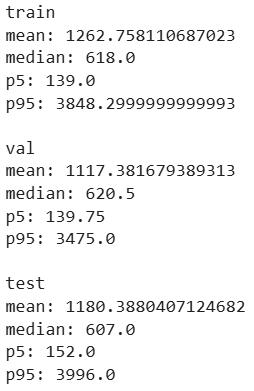 train
mean: 1262.758110687023
median: 618.0
p5: 139.0
p95: 3848.2999999999993

val
mean: 1117.381679389313
median: 620.5
p5: 139.75
p95: 3475.0

test
mean: 1180.3880407124682
median: 607.0
p5: 152.0
p95: 3996.0